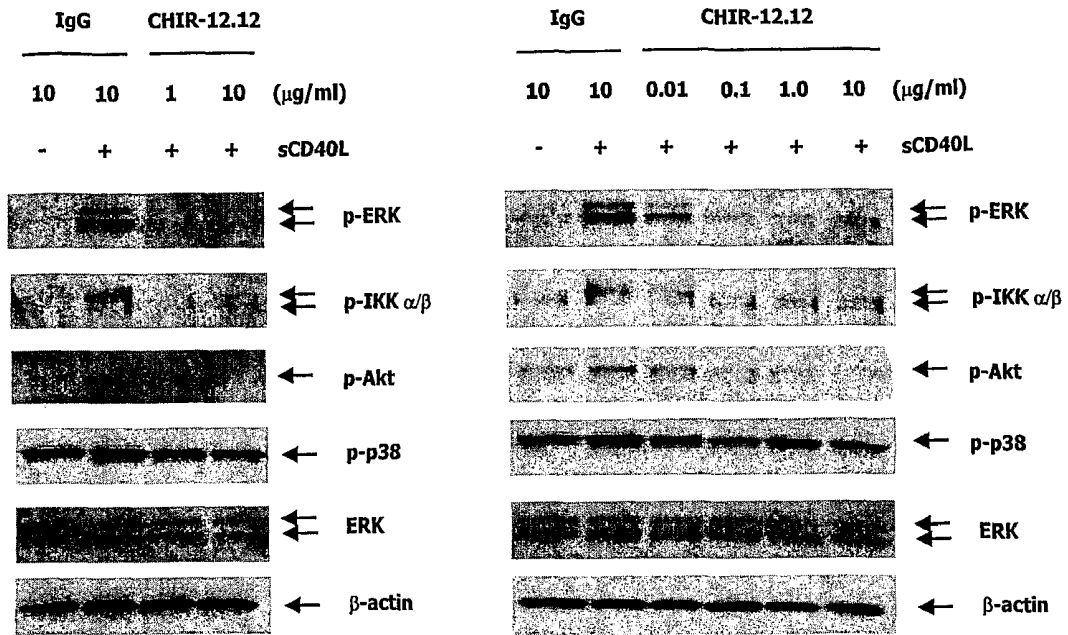 IgG CHIR-12.12
10 10 1 10 (μg/ml)
- + + + sCD40L
p-ERK
p-IKK α/β
p-Akt
p-p38
ERK
β-actin
IgG CHIR-12.12
10 10 0.01 0.1 1.0 10 (μg/ml)
- + + + + + sCD40L
p-ERK
p-IKK α/β
p-Akt
p-p38
ERK
β-actin